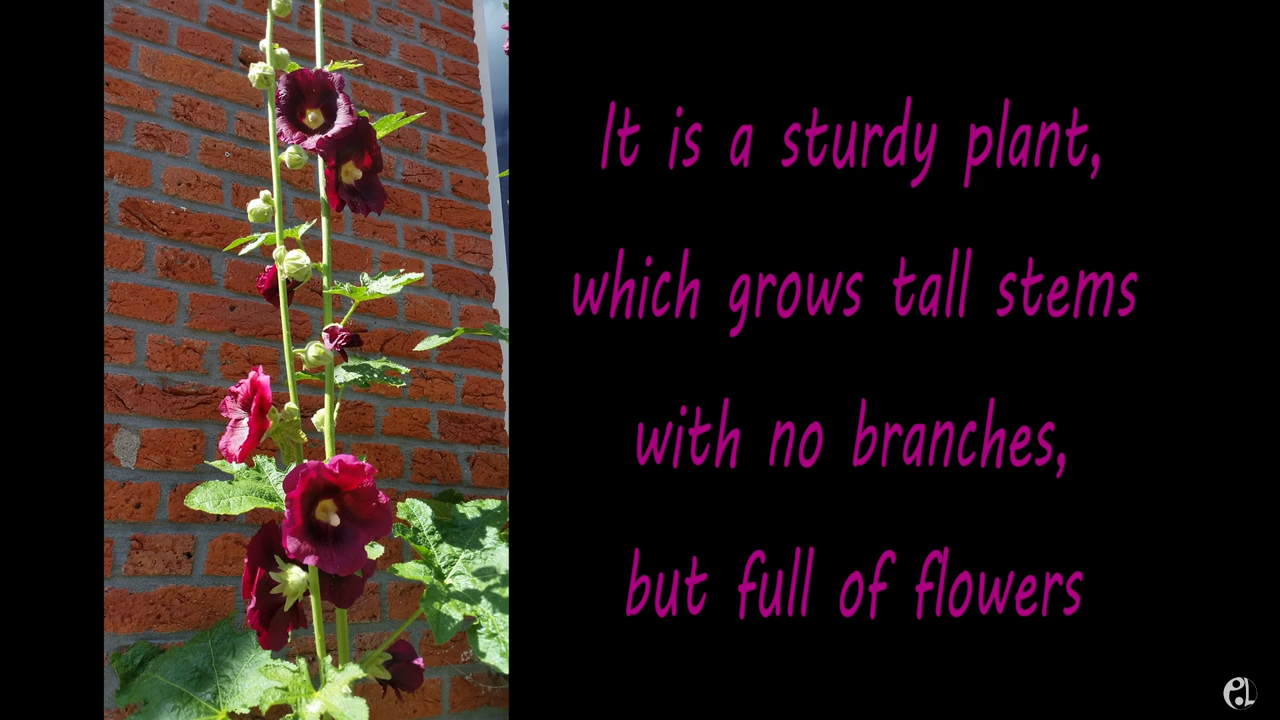 It is a sturdy plant,
which grows tall stems
with no branches,
but full of flowers